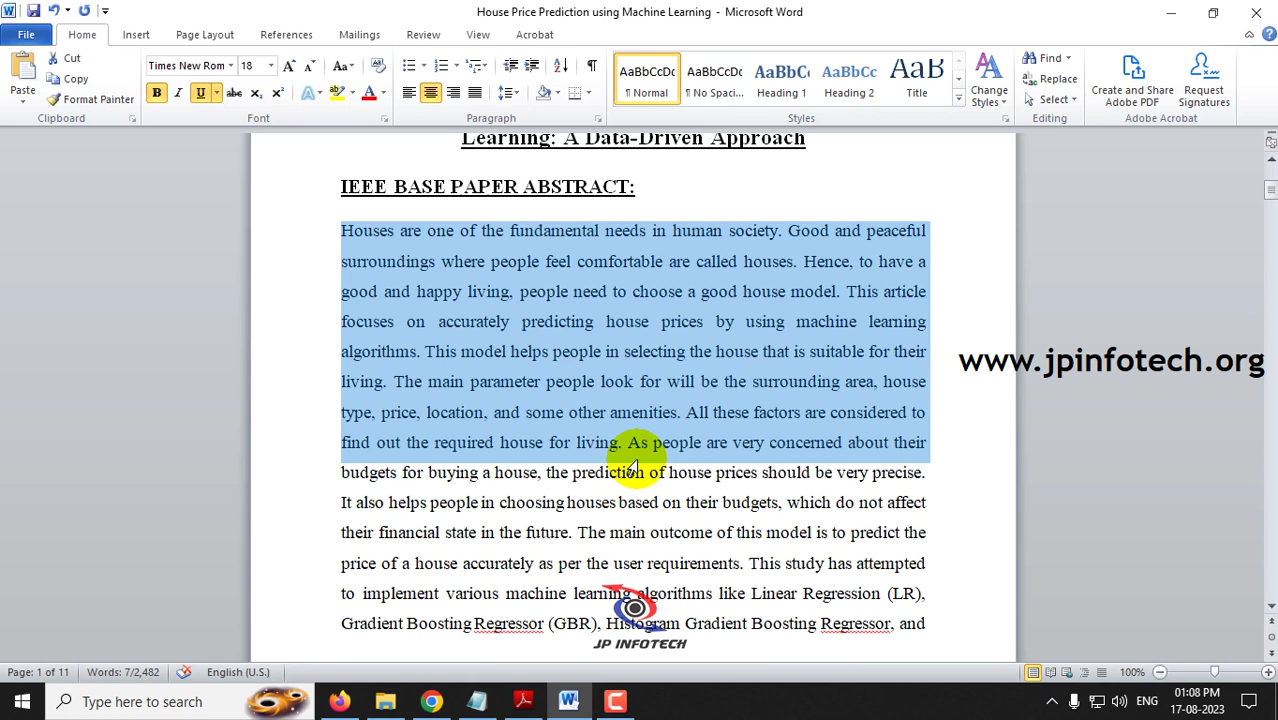 House Price Prediction using Machine Learning - Microsoft Word
File Home Insert Page Layout References Mailings Review View Acrobat
Paste
Cut
Copy
Format Painter
Clipboard
Times New Rom 18
B I U abc
Font
Paragraph
AaBbCcDc ¶ Normal
AaBbCcDc ¶ No Spaci...
AaBbCc Heading 1
AaBbCc Heading 2
AaB Title
Change Styles
Styles
Find
Replace
Select
Editing
Create and Share Adobe PDF
Request Signatures
Adobe Acrobat
Learning: A Data-Driven Approach
IEEE BASE PAPER ABSTRACT:
Houses are one of the fundamental needs in human society. Good and peaceful
surroundings where people feel comfortable are called houses. Hence, to have a
good and happy living, people need to choose a good house model. This article
focuses on accurately predicting house prices by using machine learning
algorithms. This model helps people in selecting the house that is suitable for their
living. The main parameter people look for will be the surrounding area, house
type, price, location, and some other amenities. All these factors are considered to
find out the required house for living. As people are very concerned about their
budgets for buying a house, the prediction of house prices should be very precise.
It also helps people in choosing houses based on their budgets, which do not affect
their financial state in the future. The main outcome of this model is to predict the
price of a house accurately as per the user requirements. This study has attempted
to implement various machine learning algorithms like Linear Regression (LR),
Gradient Boosting Regressor (GBR), Histogram Gradient Boosting Regressor, and
www.jpinfotech.org
JP INFOTECH
Page: 1 of 11 Words: 7/2,482 English (U.S.) 100%
Type here to search
ENG
01:08 PM
17-08-2023